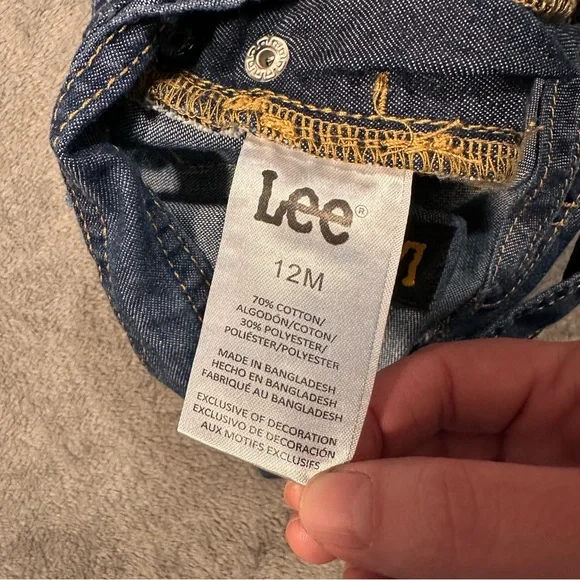 Lee®
12M
70% COTTON/
ALGODÓN/COTON/
30% POLYESTER/
POLIÉSTER/POLYESTER
MADE IN BANGLADESH
HECHO EN BANGLADESH
FABRIQUÉ AU BANGLADESH
EXCLUSIVE OF DECORATION
EXCLUSIVO DE DECORACIÓN
AUX MOTIFS EXCLUSIFS